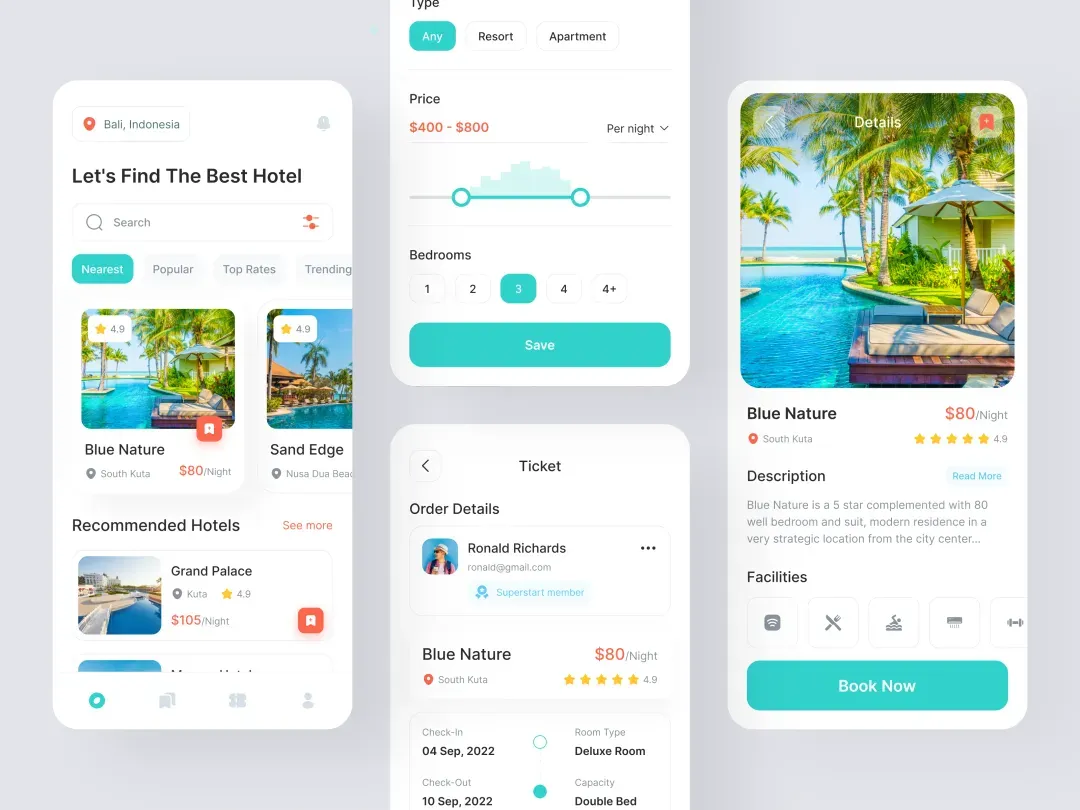 Bali, Indonesia
Let's Find The Best Hotel
Search
Nearest Popular Top Rates Trending
4.9 4.9
Blue Nature Sand Edge
South Kuta $80/Night Nusa Dua Beac
Recommended Hotels See more
Grand Palace
Kuta 4.9
$105/Night
Type
Any Resort Apartment
Price
$400 - $800 Per night
Bedrooms
1 2 3 4 4+
Save
Ticket
Order Details
Ronald Richards
ronald@gmail.com
Superstart member
Blue Nature $80/Night
South Kuta 4.9
Check-In Room Type
04 Sep, 2022 Deluxe Room
Check-Out Capacity
10 Sep, 2022 Double Bed
Details
Blue Nature $80/Night
South Kuta 4.9
Description Read More
Blue Nature is a 5 star complemented with 80
well bedroom and suit, modern residence in a
very strategic location from the city center...
Facilities
Book Now